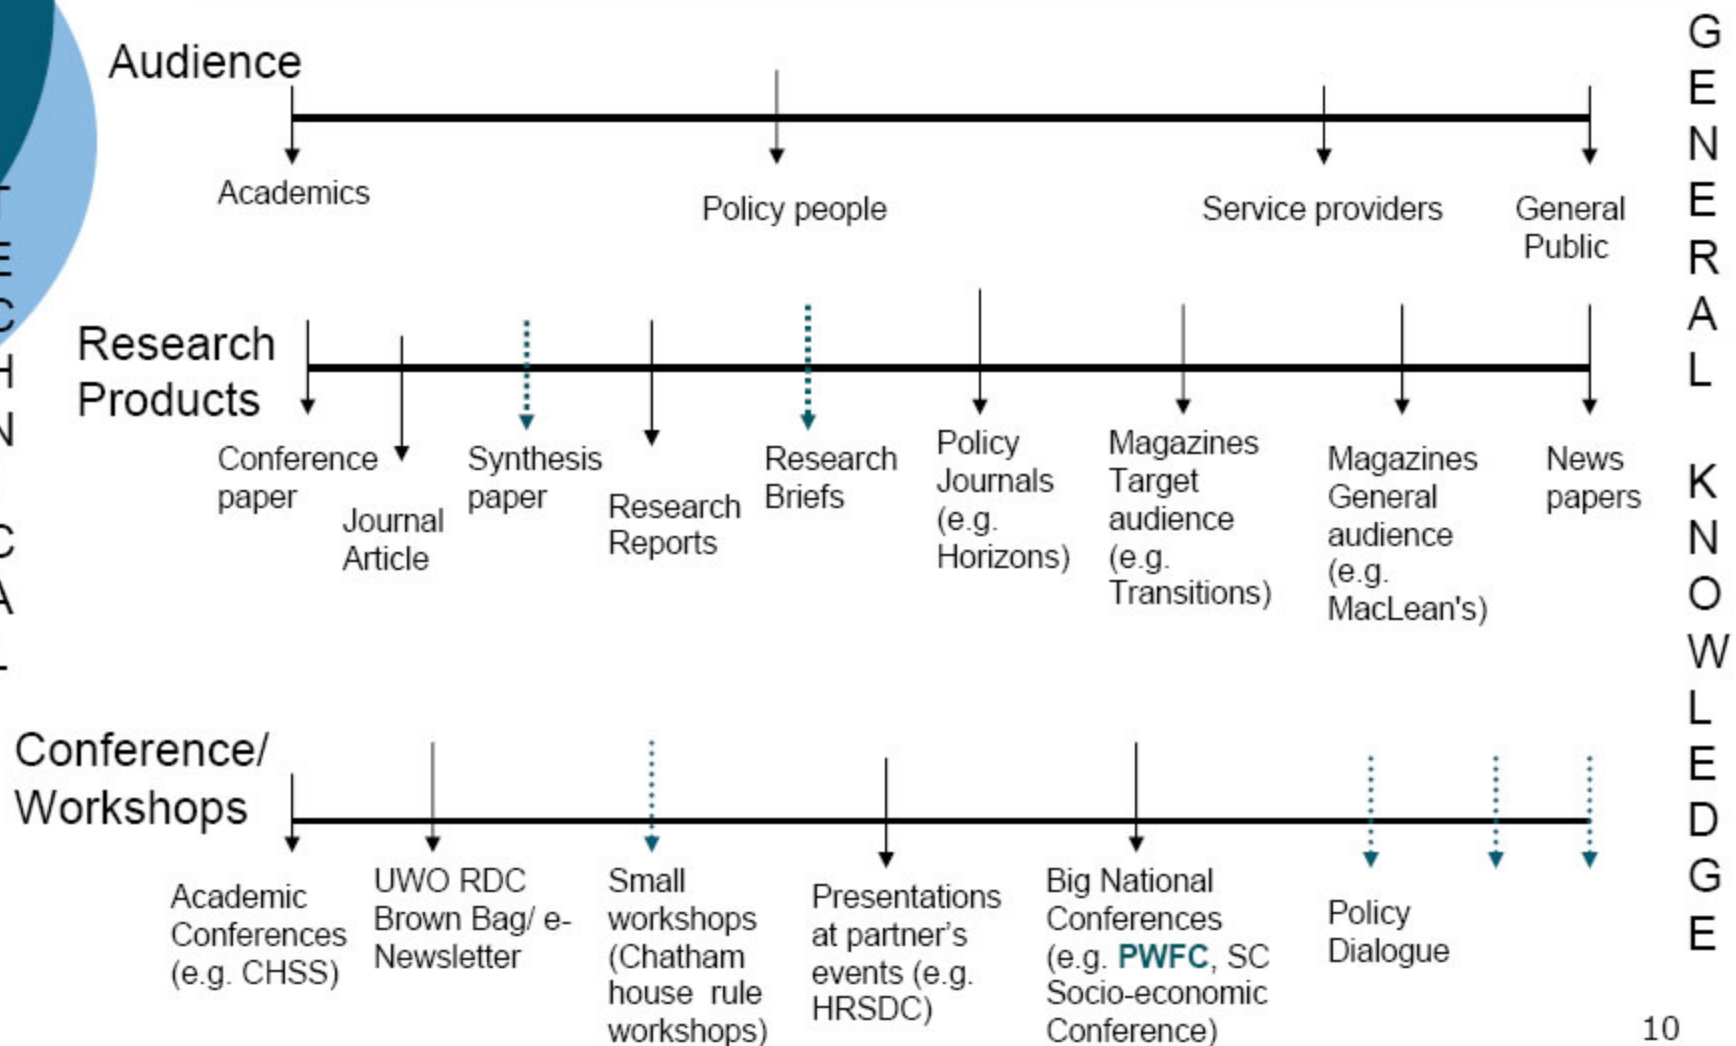 Audience
Academics
Policy people
Service providers
General
Public
Research
Products
Conference
paper
Journal
Article
Synthesis
paper
Research
Reports
Research
Briefs
Policy
Journals
(e.g.
Horizons)
Magazines
Target
audience
(e.g.
Transitions)
Magazines
General
audience
(e.g.
MacLean's)
News
papers
Conference/
Workshops
Academic
Conferences
(e.g. CHSS)
UWO RDC
Brown Bag/ e-
Newsletter
Small
workshops
(Chatham
house rule
workshops)
Presentations
at partner's
events (e.g.
HRSDC)
Big National
Conferences
(e.g. PWFC, SC
Socio-economic
Conference)
Policy
Dialogue
GENERAL KNOWLEDGE
10